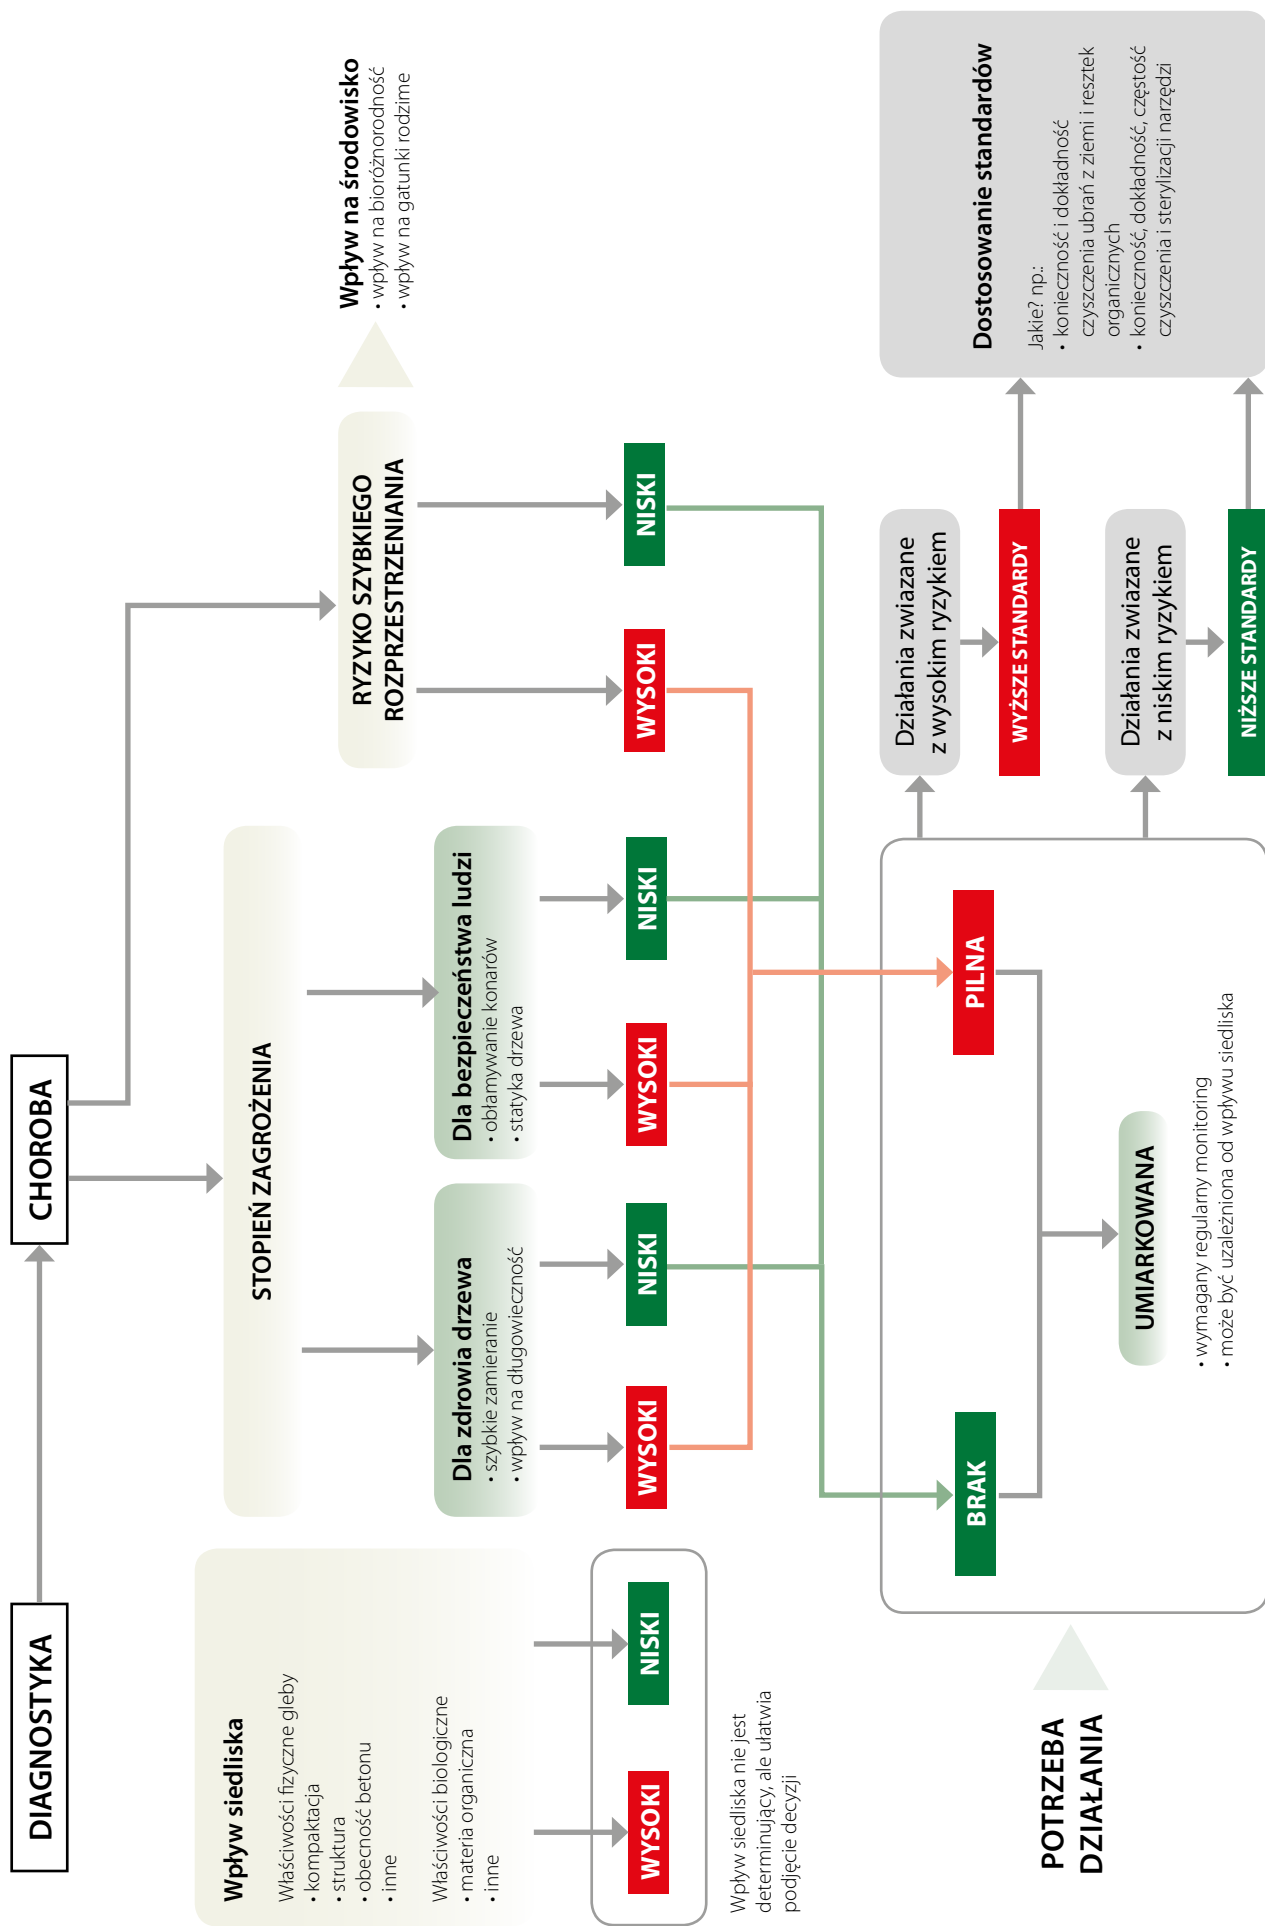 DIAGNOSTYKA
CHOROBA
Wpływ siedliska
Właściwości fizyczne gleby
• kompaktacja
• struktura
• obecność betonu
• inne
Właściwości biologiczne
• materia organiczna
• inne
WYSOKI
NISKI
Wpływ siedliska nie jest
determinujący, ale ułatwia
podjęcie decyzji
STOPIEŃ ZAGROŻENIA
Dla zdrowia drzewa
• szybkie zamieranie
• wpływ na długowieczność
WYSOKI
NISKI
Dla bezpieczeństwa ludzi
• obłamywanie konarów
• statyka drzewa
WYSOKI
NISKI
RYZYKO SZYBKIEGO
ROZPRZESTRZENIANIA
WYSOKI
NISKI
Wpływ na środowisko
• wpływ na bioróżnorodność
• wpływ na gatunki rodzime
POTRZEBA
DZIAŁANIA
BRAK
PILNA
UMIARKOWANA
• wymagany regularny monitoring
• może być uzależniona od wpływu siedliska
Działania zwiazane
z wysokim ryzykiem
WYŻSZE STANDARDY
Działania zwiazane
z niskim ryzykiem
NIŻSZE STANDARDY
Dostosowanie standardów
Jakie? np.:
• konieczność i dokładność
czyszczenia ubrań z ziemi i resztek
organicznych
• konieczność, dokładność, częstość
czyszczenia i sterylizacji narzędzi